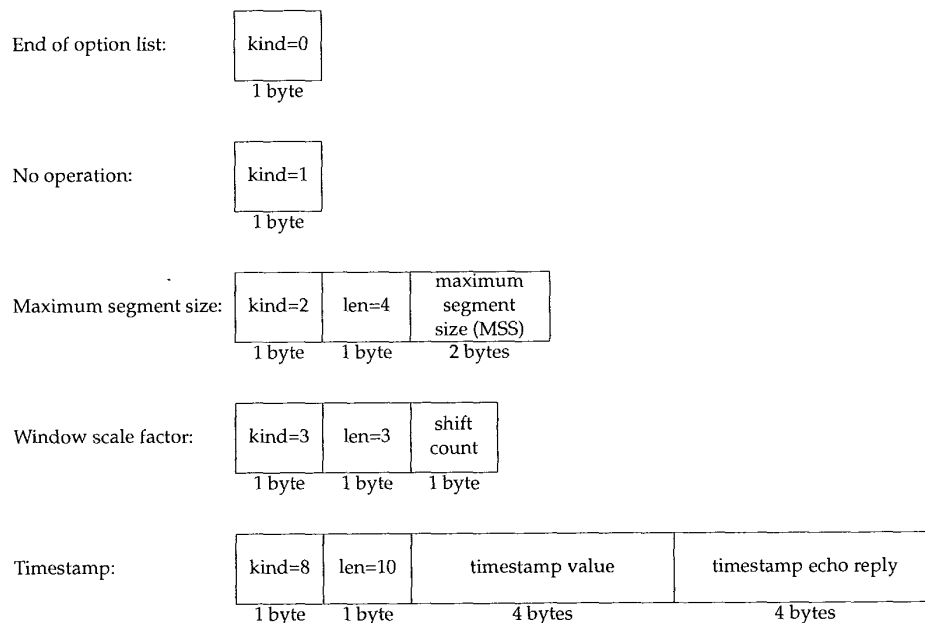 End of option list:
kind=0
1 byte
No operation:
kind=1
1 byte
Maximum segment size:
kind=2
len=4
maximum
segment
size (MSS)
1 byte
1 byte
2 bytes
Window scale factor:
kind=3
len=3
shift
count
1 byte
1 byte
1 byte
Timestamp:
kind=8
len=10
timestamp value
timestamp echo reply
1 byte
1 byte
4 bytes
4 bytes